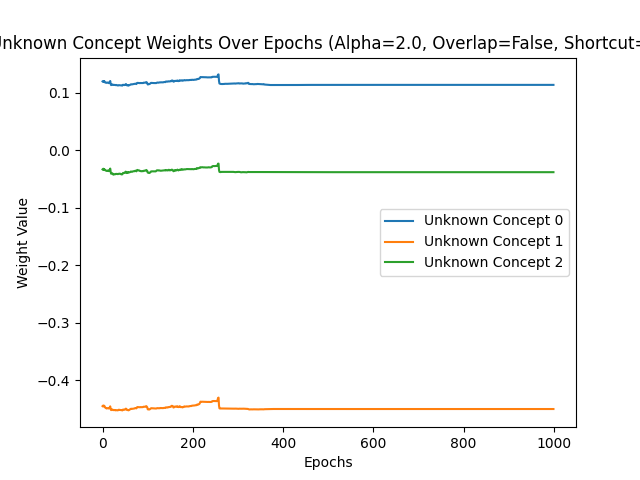 Unknown Concept Weights Over Epochs (Alpha=2.0, Overlap=False, Shortcut=
0.1
0.0
−0.1
−0.2
−0.3
−0.4
Weight Value
Unknown Concept 0
Unknown Concept 1
Unknown Concept 2
0 200 400 600 800 1000
Epochs